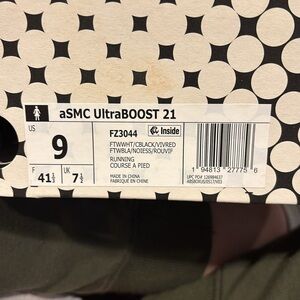 aSMC UltraBOOST 21
US
9
F
41⅓
UK
7½
FZ3044
Inside
FTWWHT/CBLACK/VIVRED
FTWBLA/NOIESS/ROUVIF
RUNNING
COURSE A PIED
MADE IN CHINA
FABRIQUE EN CHINE
1 94813 27775 6